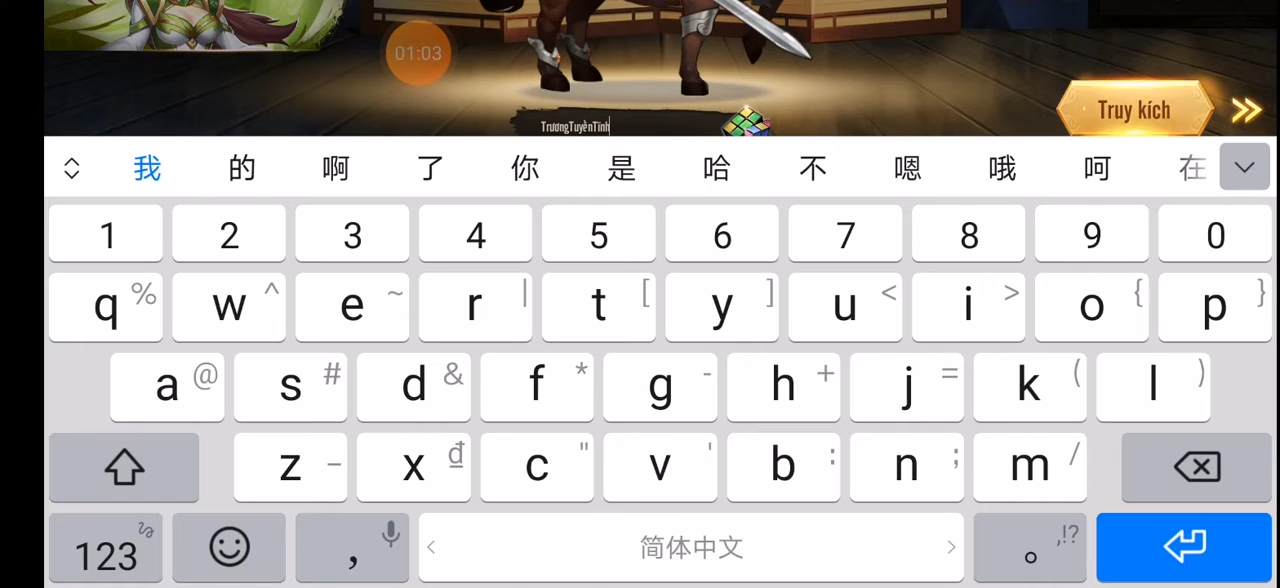 01:03
Truy kích
TrươngTuyềnTinh
我 的 啊 了 你 是 哈 不 嗯 哦 呵 在
1 2 3 4 5 6 7 8 9 0
q % w ^ e ~ r | t [ y ] u < i > o { p }
a @ s # d & f * g - h + j = k ( l )
z – x ₫ c " v ' b : n ; m /
123 , 简体中文 。 ,!?